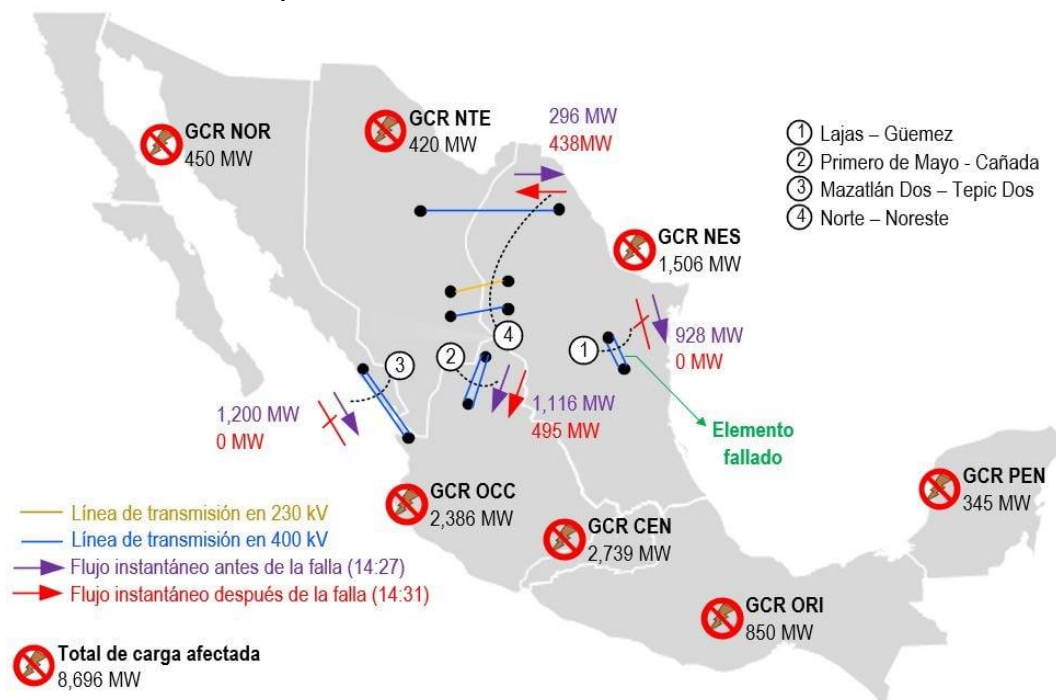 GCR NOR
450 MW
GCR NTE
420 MW
296 MW
438MW
1 Lajas – Güemez
2 Primero de Mayo - Cañada
3 Mazatlán Dos – Tepic Dos
4 Norte – Noreste
GCR NES
1,506 MW
928 MW
0 MW
1
4
2
3
1,200 MW
0 MW
1,116 MW
495 MW
Elemento
fallado
GCR OCC
2,386 MW
GCR CEN
2,739 MW
GCR PEN
345 MW
GCR ORI
850 MW
Línea de transmisión en 230 kV
Línea de transmisión en 400 kV
Flujo instantáneo antes de la falla (14:27)
Flujo instantáneo después de la falla (14:31)
Total de carga afectada
8,696 MW